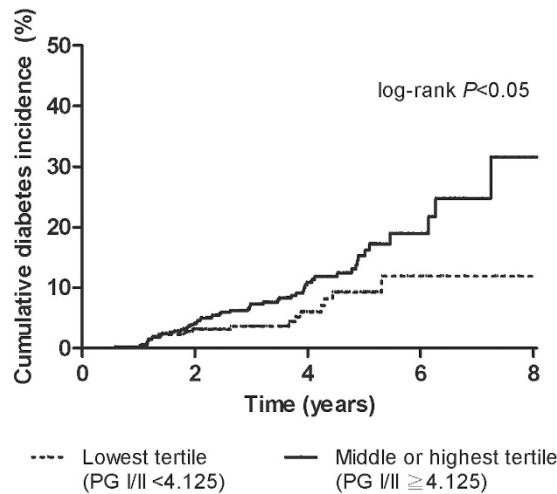 Cumulative diabetes incidence (%)
50
40
30
20
10
0
log-rank P<0.05
0 2 4 6 8
Time (years)
Lowest tertile
(PG I/II <4.125)
Middle or highest tertile
(PG I/II ≧ 4.125)